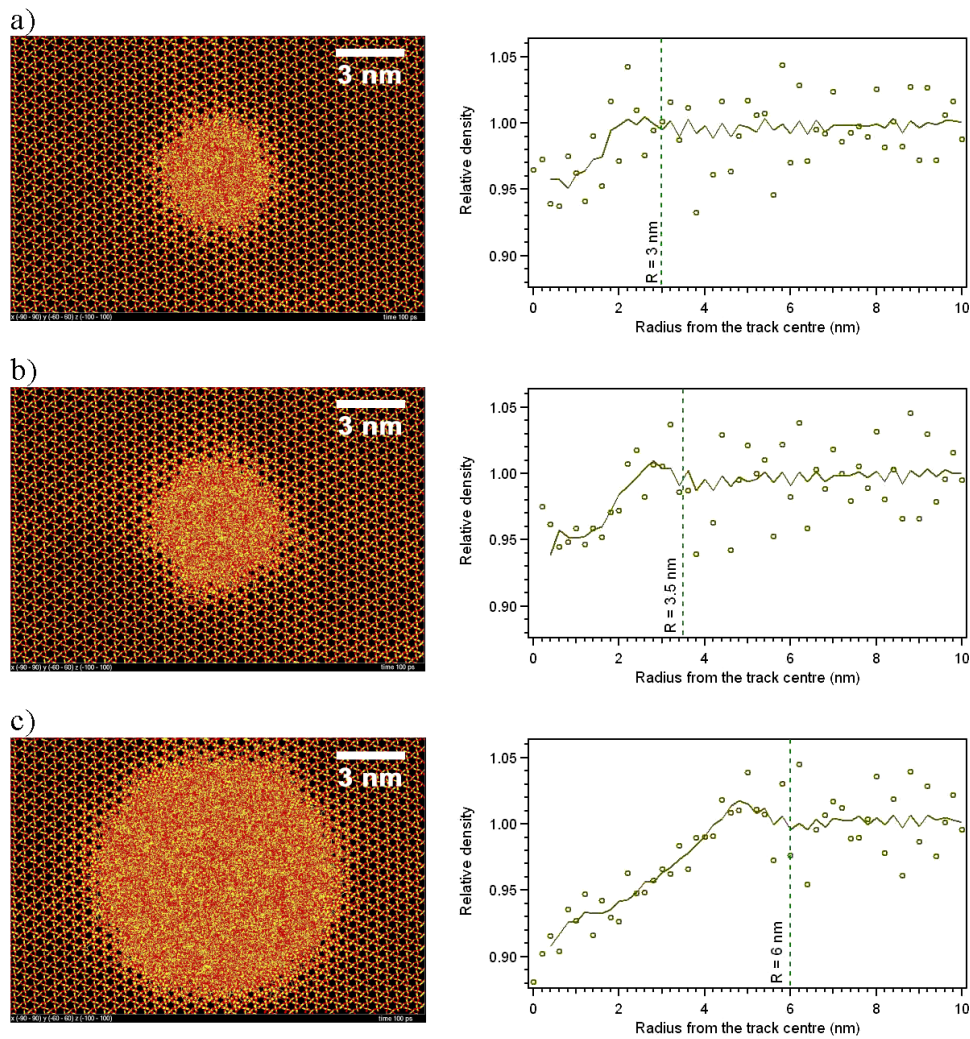 a)
3 nm
x (-90 - 90) y (-60 - 60) z (-100 - 100) time 100 ps
Relative density
1.05
1.00
0.95
0.90
R = 3 nm
0 2 4 6 8 10
Radius from the track centre (nm)
b)
3 nm
x (-90 - 90) y (-60 - 60) z (-100 - 100) time 100 ps
Relative density
1.05
1.00
0.95
0.90
R = 3.5 nm
0 2 4 6 8 10
Radius from the track centre (nm)
c)
3 nm
x (-90 - 90) y (-60 - 60) z (-100 - 100) time 100 ps
Relative density
1.05
1.00
0.95
0.90
R = 6 nm
0 2 4 6 8 10
Radius from the track centre (nm)